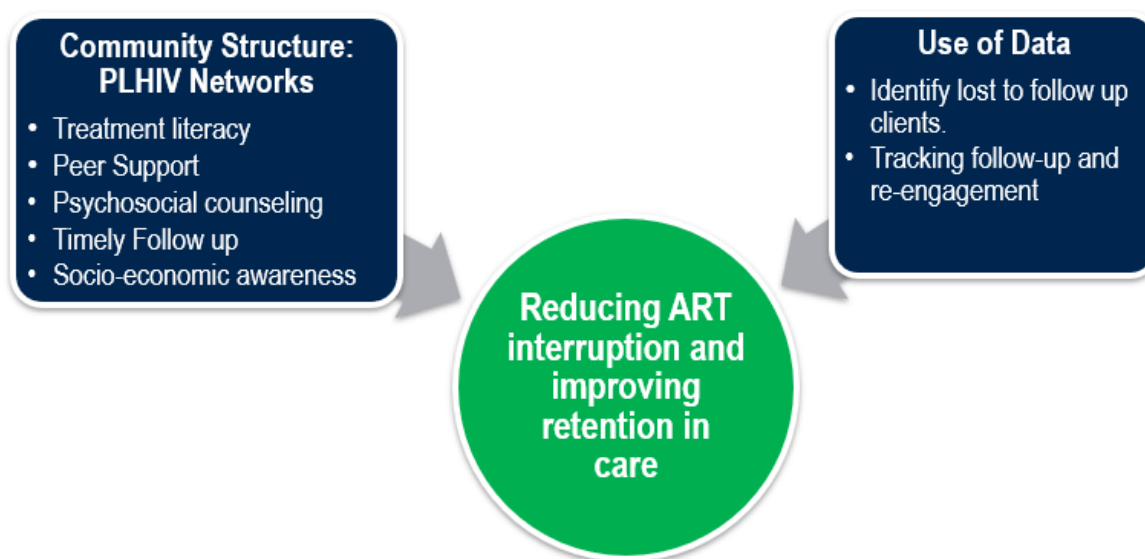 Community Structure:
PLHIV Networks
• Treatment literacy
• Peer Support
• Psychosocial counseling
• Timely Follow up
• Socio-economic awareness
Use of Data
• Identify lost to follow up
clients.
• Tracking follow-up and
re-engagement
Reducing ART
interruption and
improving
retention in
care